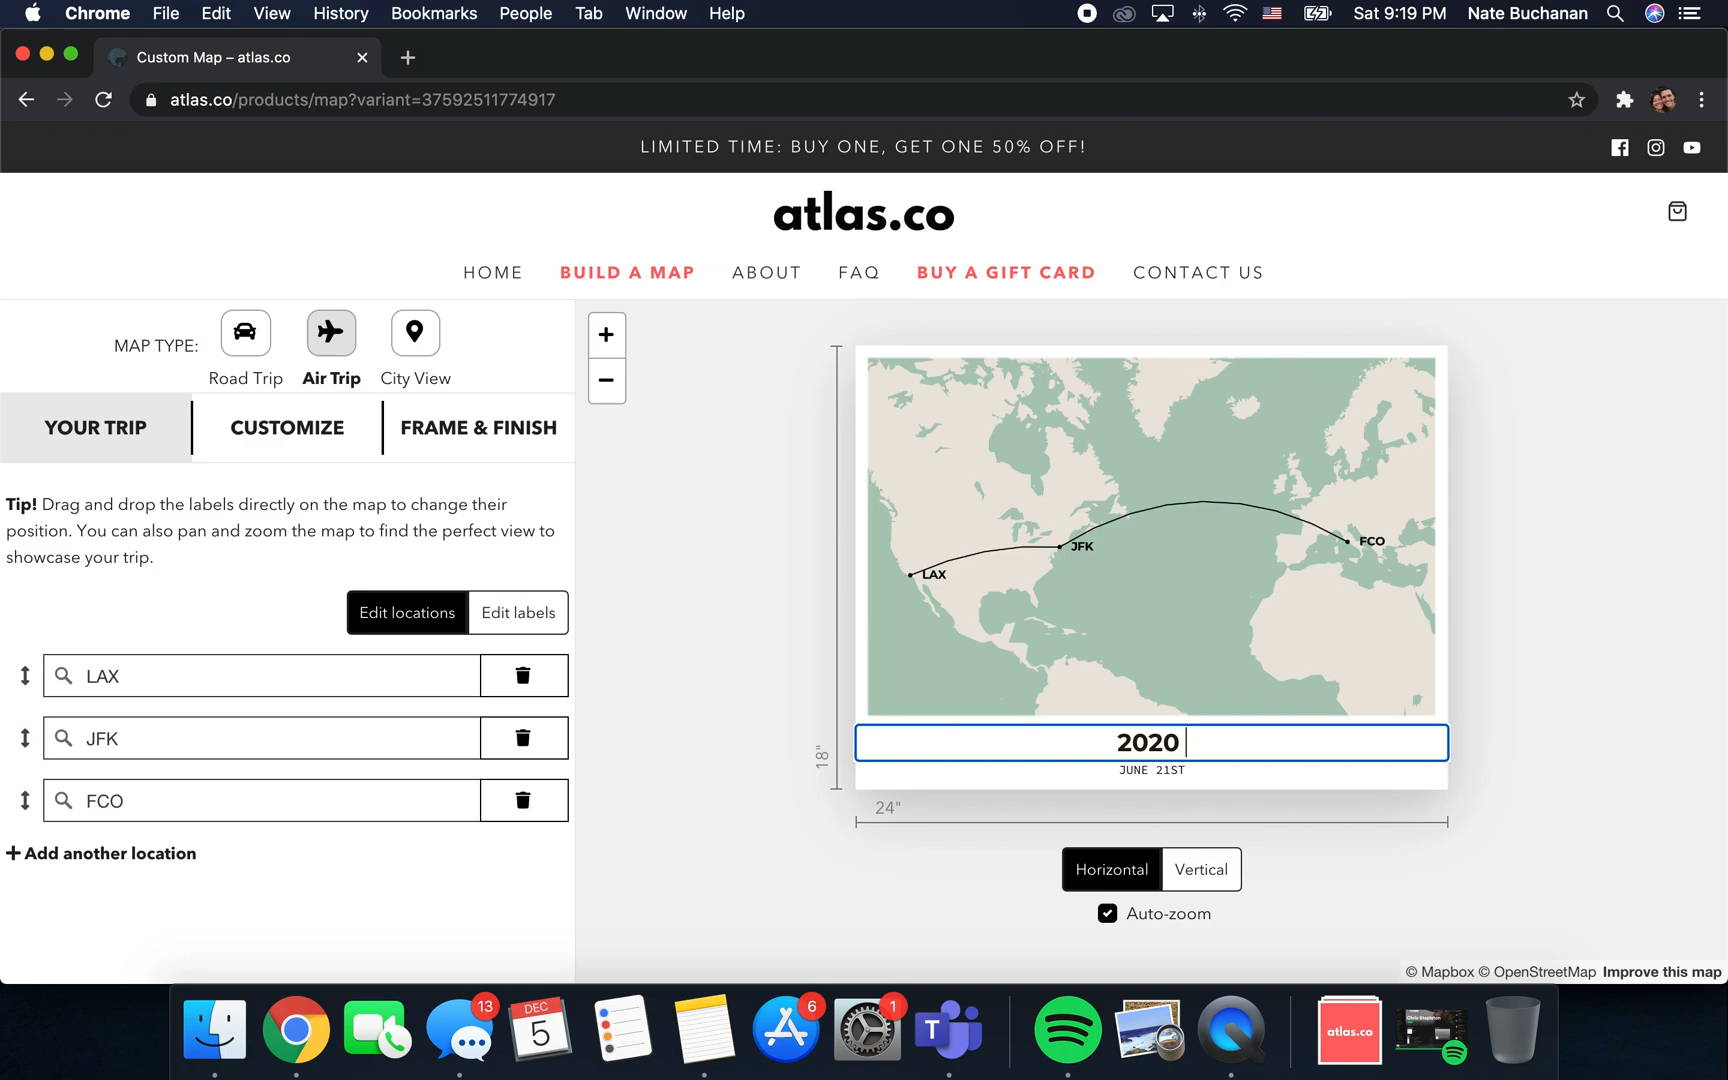 Chrome File Edit View History Bookmarks People Tab Window Help Sat 9:19 PM Nate Buchanan
Custom Map – atlas.co
atlas.co/products/map?variant=37592511774917
LIMITED TIME: BUY ONE, GET ONE 50% OFF!
atlas.co
HOME BUILD A MAP ABOUT FAQ BUY A GIFT CARD CONTACT US
MAP TYPE:
Road Trip Air Trip City View
YOUR TRIP CUSTOMIZE FRAME & FINISH
Tip! Drag and drop the labels directly on the map to change their
position. You can also pan and zoom the map to find the perfect view to
showcase your trip.
Edit locations Edit labels
LAX
JFK
FCO
+ Add another location
LAX
JFK
FCO
2020
JUNE 21ST
18"
24"
Horizontal Vertical
Auto-zoom
© Mapbox © OpenStreetMap Improve this map
13
DEC
5
6
1
T
atlas.co
Chris Stapleton